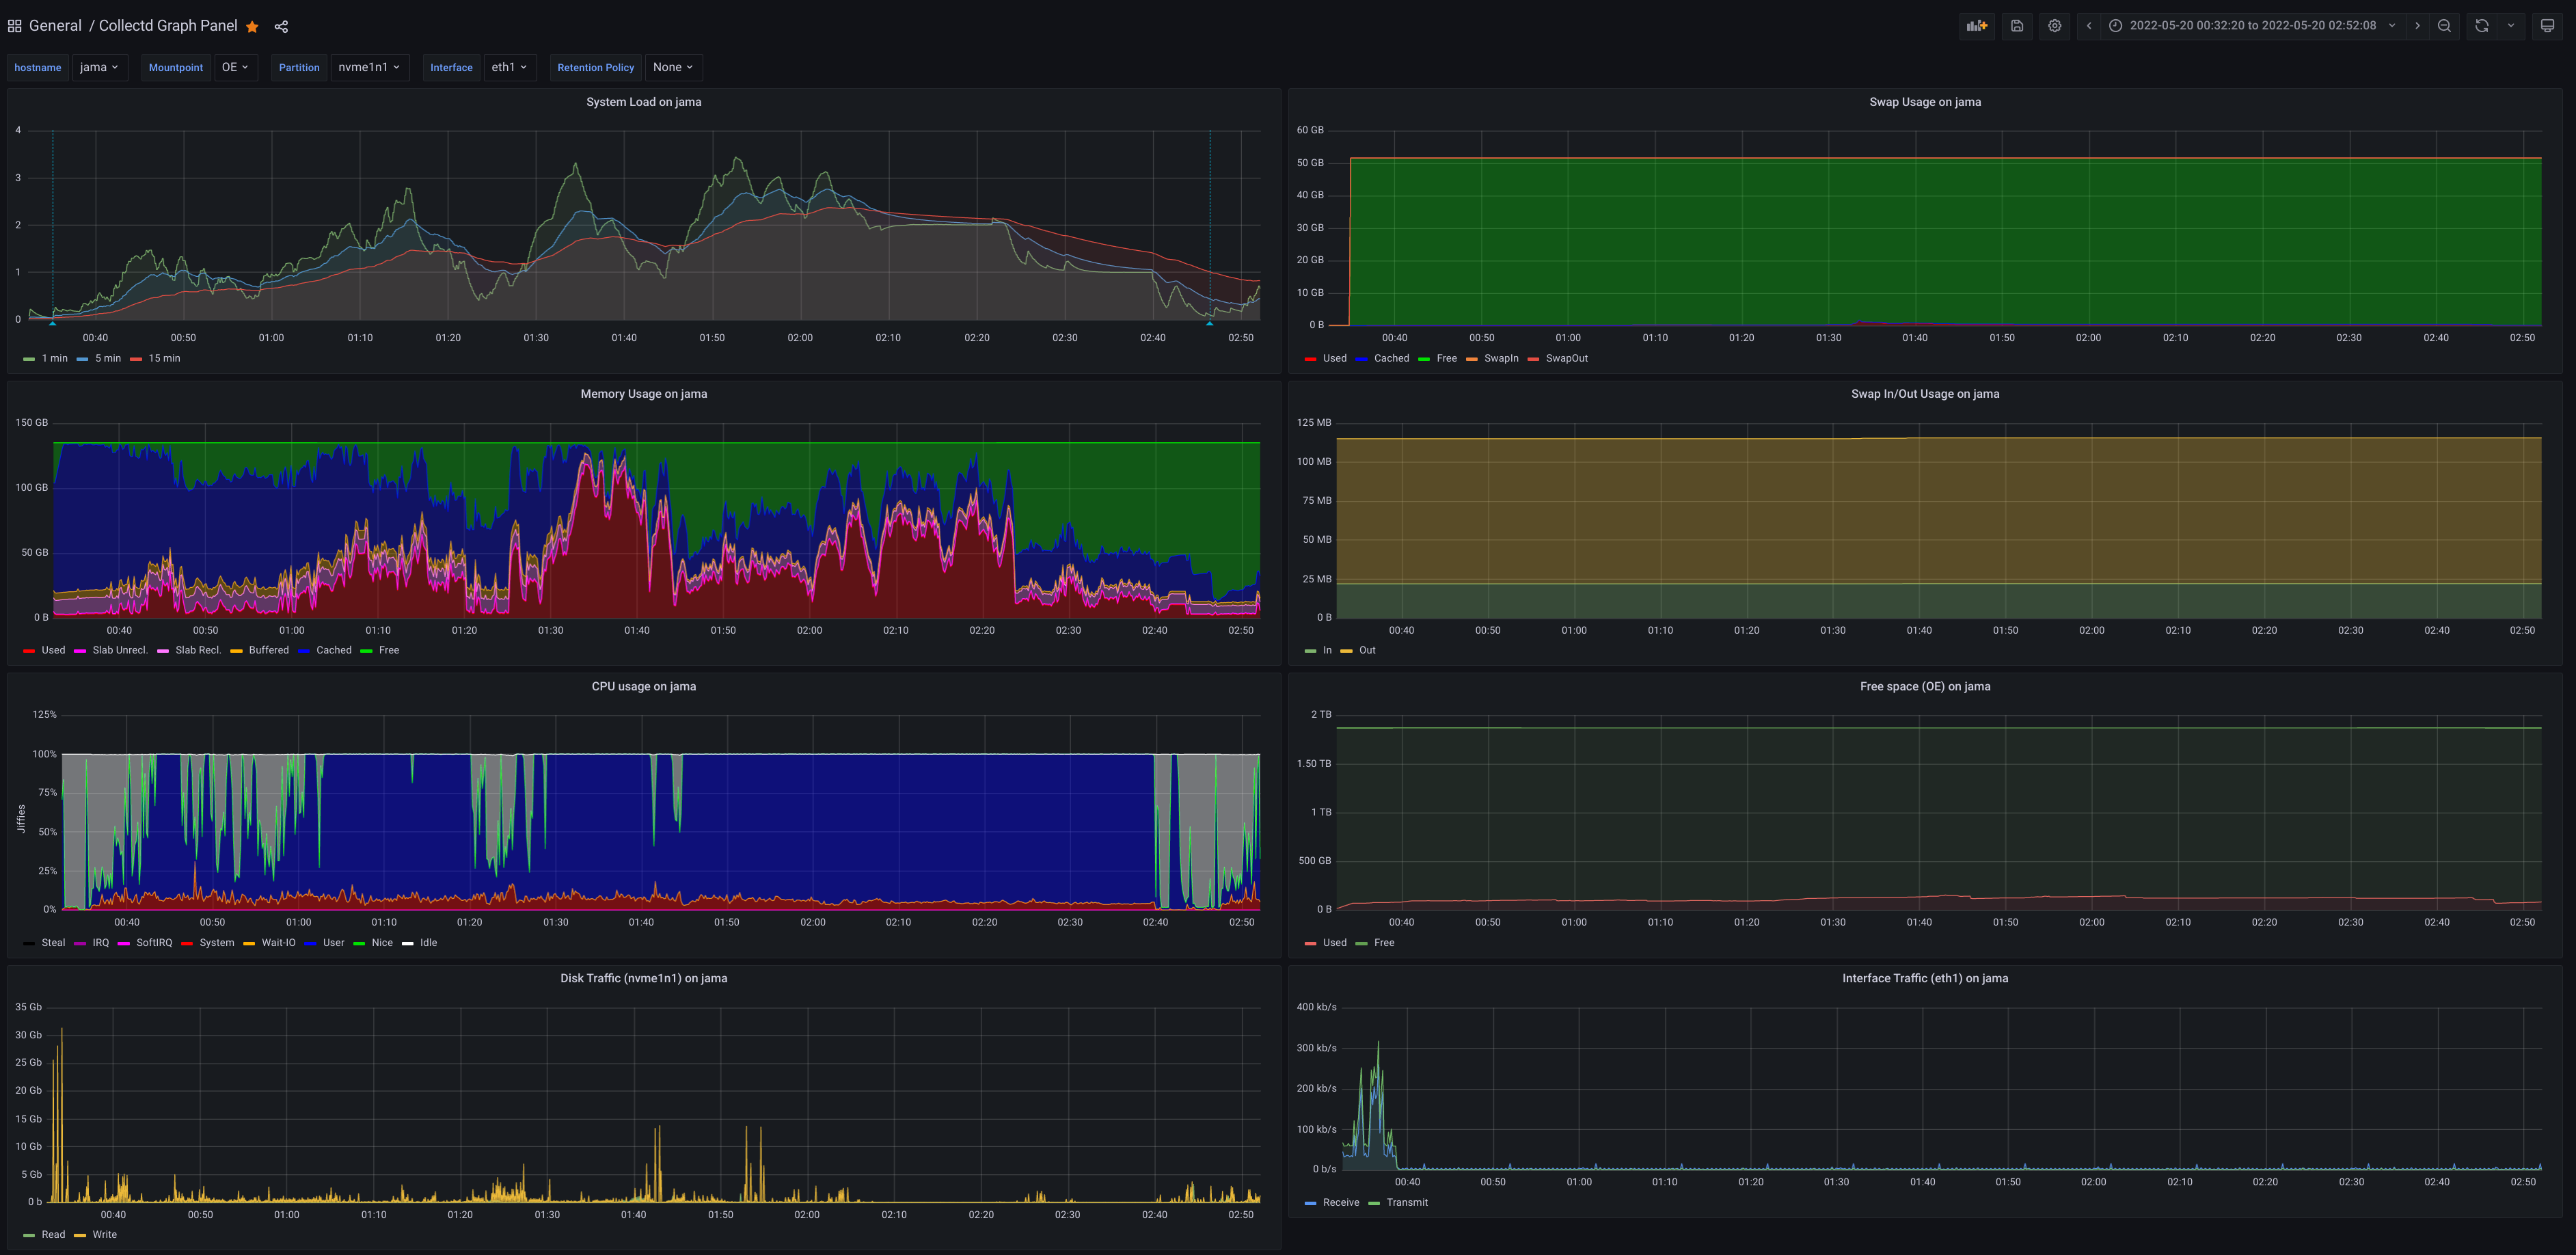 General / Collectd Graph Panel
2022-05-20 00:32:20 to 2022-05-20 02:52:08
hostname jama Mountpoint OE Partition nvme1n1 Interface eth1 Retention Policy None
System Load on jama
4
3
2
1
0
00:40 00:50 01:00 01:10 01:20 01:30 01:40 01:50 02:00 02:10 02:20 02:30 02:40 02:50
1 min 5 min 15 min
Swap Usage on jama
60 GB
50 GB
40 GB
30 GB
20 GB
10 GB
0 B
00:40 00:50 01:00 01:10 01:20 01:30 01:40 01:50 02:00 02:10 02:20 02:30 02:40 02:50
Used Cached Free SwapIn SwapOut
Memory Usage on jama
150 GB
100 GB
50 GB
0 B
00:40 00:50 01:00 01:10 01:20 01:30 01:40 01:50 02:00 02:10 02:20 02:30 02:40 02:50
Used Slab Unrecl. Slab Recl. Buffered Cached Free
Swap In/Out Usage on jama
125 MB
100 MB
75 MB
50 MB
25 MB
0 B
00:40 00:50 01:00 01:10 01:20 01:30 01:40 01:50 02:00 02:10 02:20 02:30 02:40 02:50
In Out
CPU usage on jama
Jiffies
125%
100%
75%
50%
25%
0%
00:40 00:50 01:00 01:10 01:20 01:30 01:40 01:50 02:00 02:10 02:20 02:30 02:40 02:50
Steal IRQ SoftIRQ System Wait-IO User Nice Idle
Free space (OE) on jama
2 TB
1.50 TB
1 TB
500 GB
0 B
00:40 00:50 01:00 01:10 01:20 01:30 01:40 01:50 02:00 02:10 02:20 02:30 02:40 02:50
Used Free
Disk Traffic (nvme1n1) on jama
35 Gb
30 Gb
25 Gb
20 Gb
15 Gb
10 Gb
5 Gb
0 b
00:40 00:50 01:00 01:10 01:20 01:30 01:40 01:50 02:00 02:10 02:20 02:30 02:40 02:50
Read Write
Interface Traffic (eth1) on jama
400 kb/s
300 kb/s
200 kb/s
100 kb/s
0 b/s
00:40 00:50 01:00 01:10 01:20 01:30 01:40 01:50 02:00 02:10 02:20 02:30 02:40 02:50
Receive Transmit